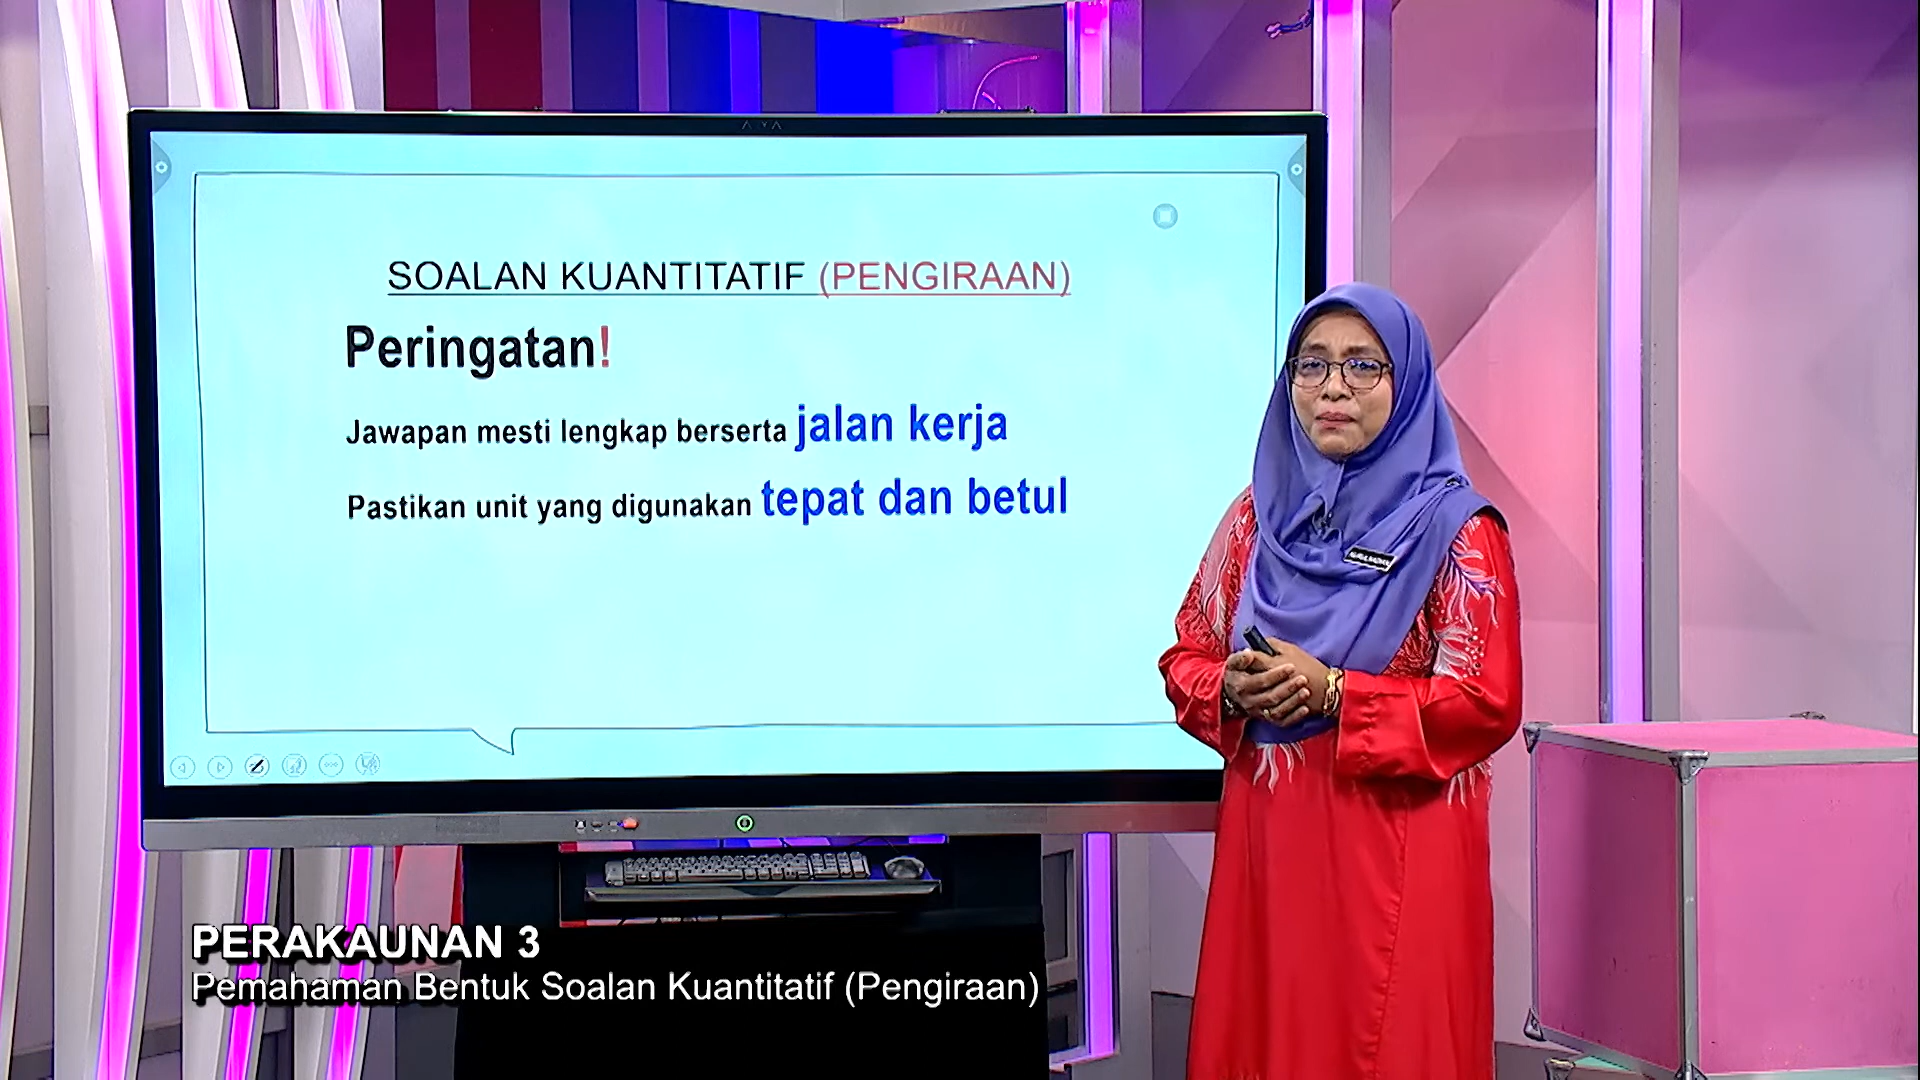 SOALAN KUANTITATIF (PENGIRAAN)
Peringatan!
Jawapan mesti lengkap berserta jalan kerja
Pastikan unit yang digunakan tepat dan betul
PERAKAUNAN 3
Pemahaman Bentuk Soalan Kuantitatif (Pengiraan)